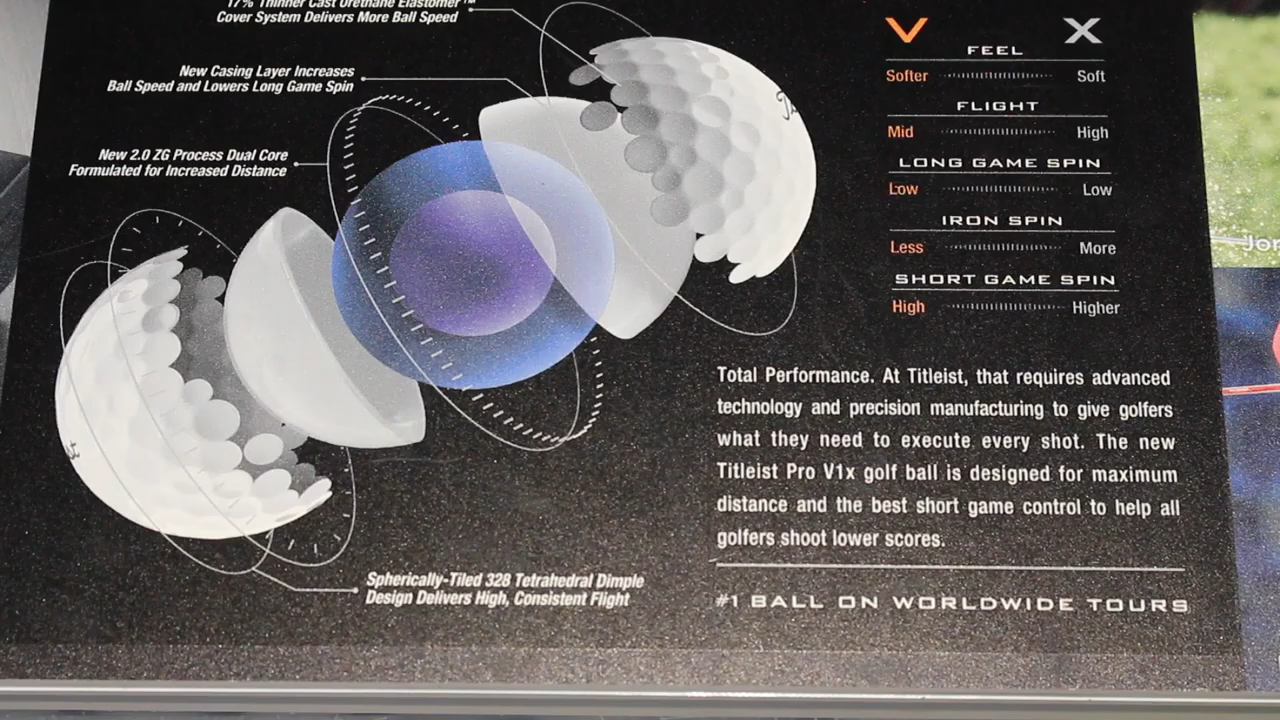 17% Thinner Cast Urethane Elastomer™
Cover System Delivers More Ball Speed
New Casing Layer Increases
Ball Speed and Lowers Long Game Spin
New 2.0 ZG Process Dual Core
Formulated for Increased Distance
Spherically-Tiled 328 Tetrahedral Dimple
Design Delivers High, Consistent Flight
V X
FEEL
Softer Soft
FLIGHT
Mid High
LONG GAME SPIN
Low Low
IRON SPIN
Less More
SHORT GAME SPIN
High Higher
Total Performance. At Titleist, that requires advanced
technology and precision manufacturing to give golfers
what they need to execute every shot. The new
Titleist Pro V1x golf ball is designed for maximum
distance and the best short game control to help all
golfers shoot lower scores.
#1 BALL ON WORLDWIDE TOURS